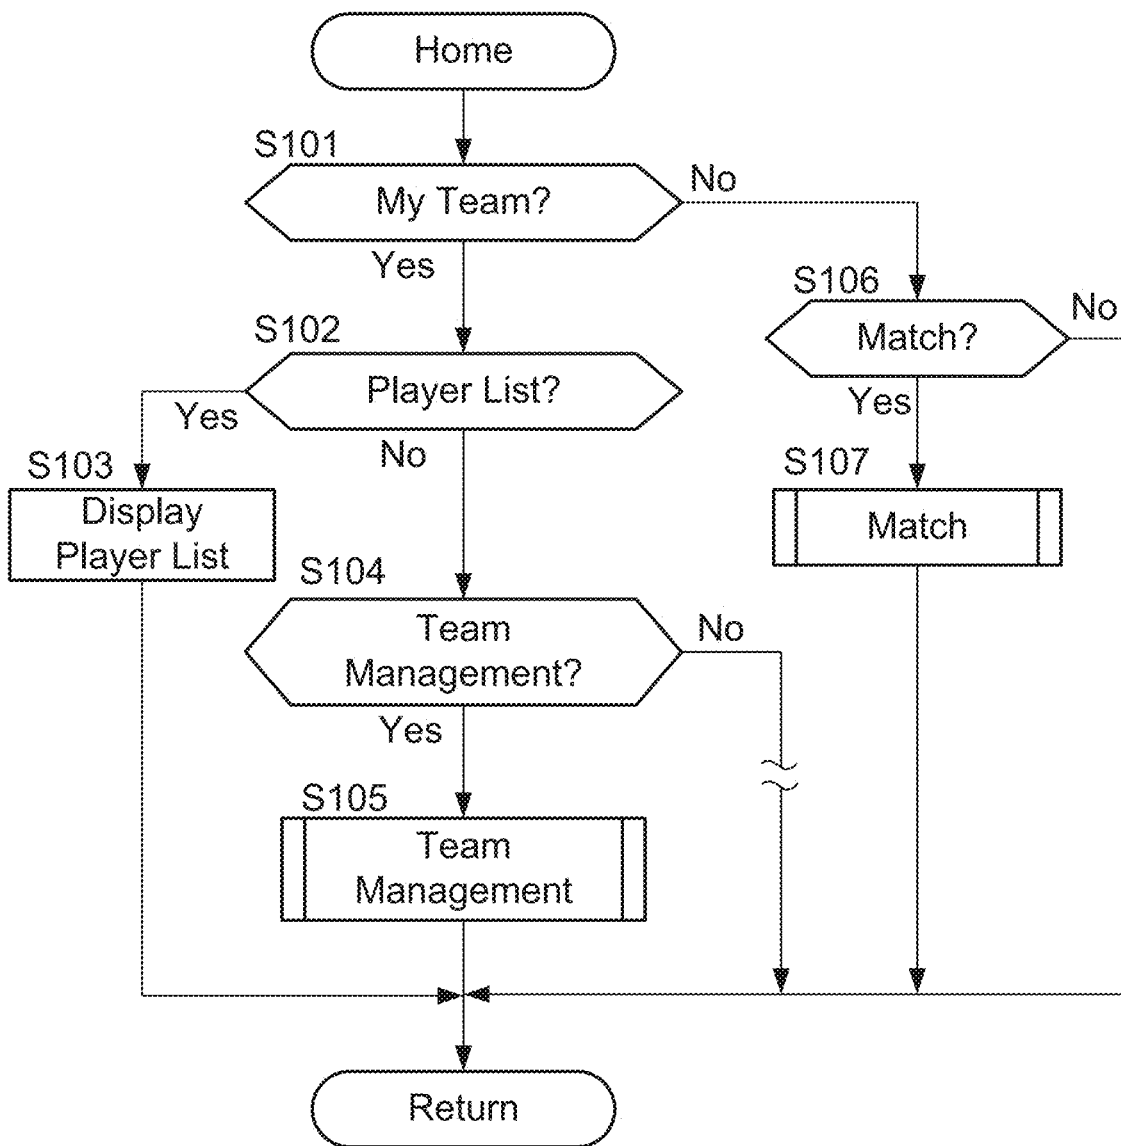 Home
S101
My Team?
No
Yes
S106
Match?
No
Yes
S102
Player List?
Yes
No
S103
Display
Player List
S107
Match
S104
Team
Management?
No
Yes
S105
Team
Management
Return